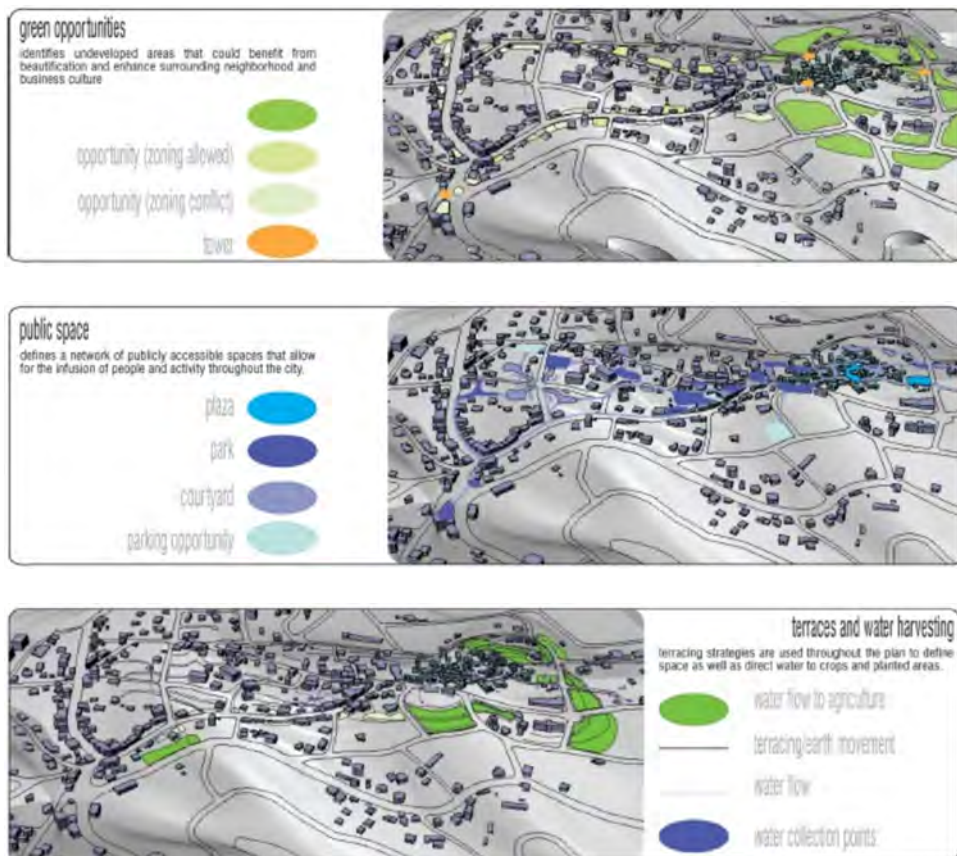 green opportunities
identifies undeveloped areas that could benefit from
beautification and enhance surrounding neighborhood and
business culture
opportunity (zoning allowed)
opportunity (zoning conflict)
tower
public space
defines a network of publicly accessible spaces that allow
for the infusion of people and activity throughout the city.
plaza
park
courtyard
parking opportunity
terraces and water harvesting
terracing strategies are used throughout the plan to define
space as well as direct water to crops and planted areas.
water flow to agriculture
terracing/earth movement
water flow
water collection points